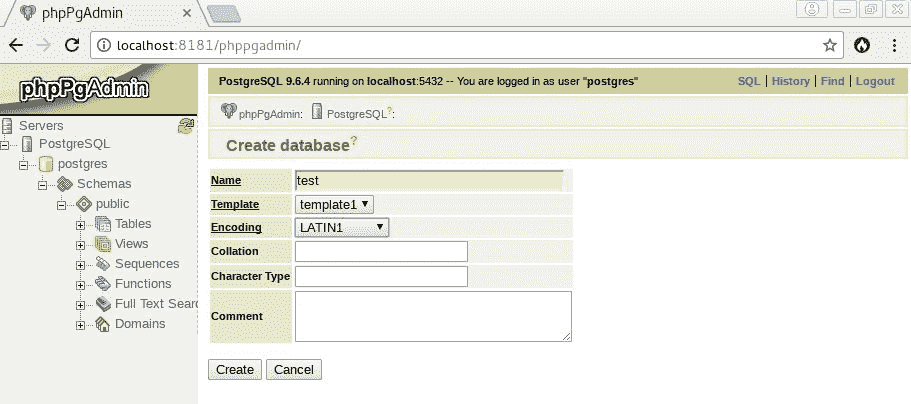 phpPgAdmin
localhost:8181/phppgadmin/
phpPgAdmin
Servers
PostgreSQL
postgres
Schemas
public
Tables
Views
Sequences
Functions
Full Text Sear
Domains
PostgreSQL 9.6.4 running on localhost:5432 -- You are logged in as user "postgres"
SQL | History | Find | Logout
phpPgAdmin: PostgreSQL?:
Create database?
Name test
Template template1
Encoding LATIN1
Collation
Character Type
Comment
Create Cancel